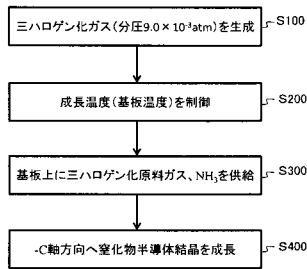 三ハロゲン化ガス(分圧9.0×10⁻³atm)を生成
S100
成長温度(基板温度)を制御
S200
基板上に三ハロゲン化原料ガス、NH₃を供給
S300
-C軸方向へ窒化物半導体結晶を成長
S400